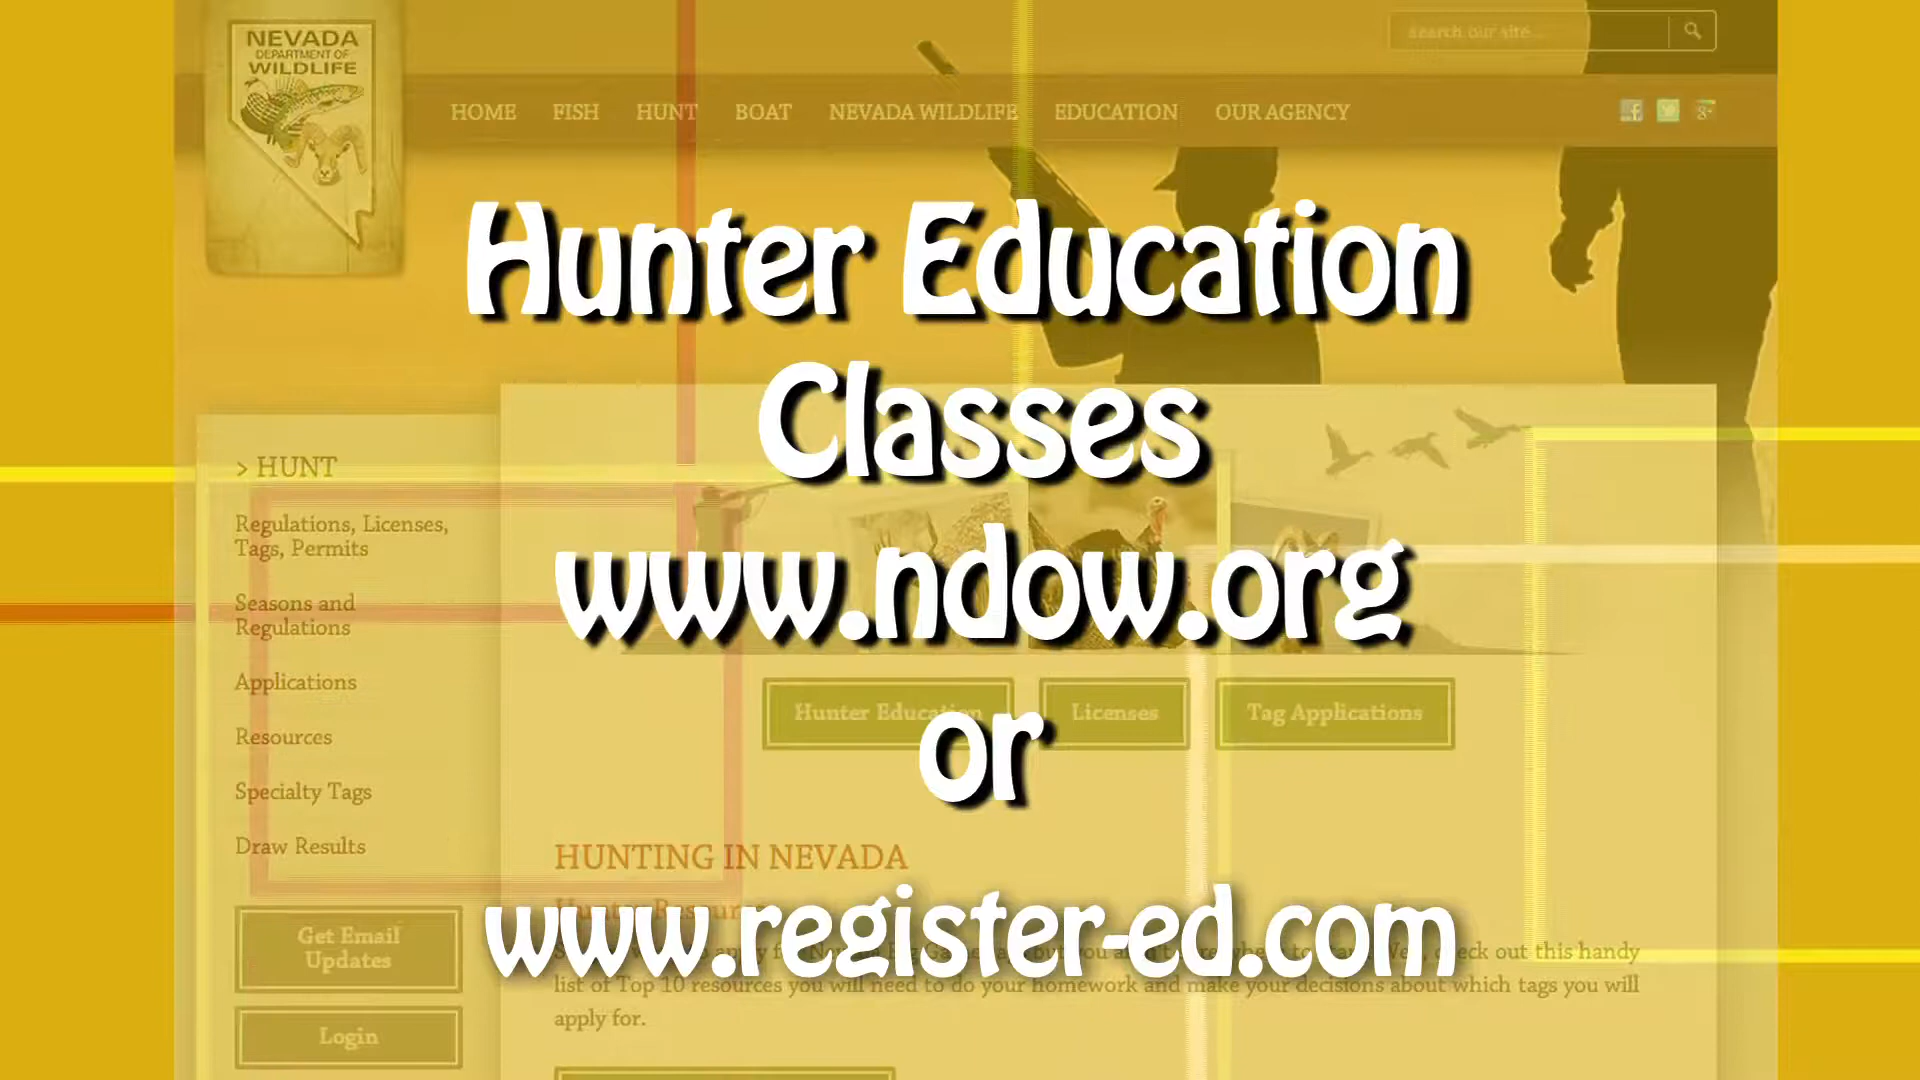 NEVADA
DEPARTMENT OF
WILDLIFE
search our site...
HOME FISH HUNT BOAT NEVADA WILDLIFE EDUCATION OUR AGENCY
Hunter Education
Classes
www.ndow.org
or
www.register-ed.com
> HUNT
Regulations, Licenses,
Tags, Permits
Seasons and
Regulations
Applications
Resources
Specialty Tags
Draw Results
Get Email
Updates
Login
Hunter Education Licenses Tag Applications
HUNTING IN NEVADA
Hunter
check out this handy
list of Top 10 resources you will need to do your homework and make your decisions about which tags you will
apply for.